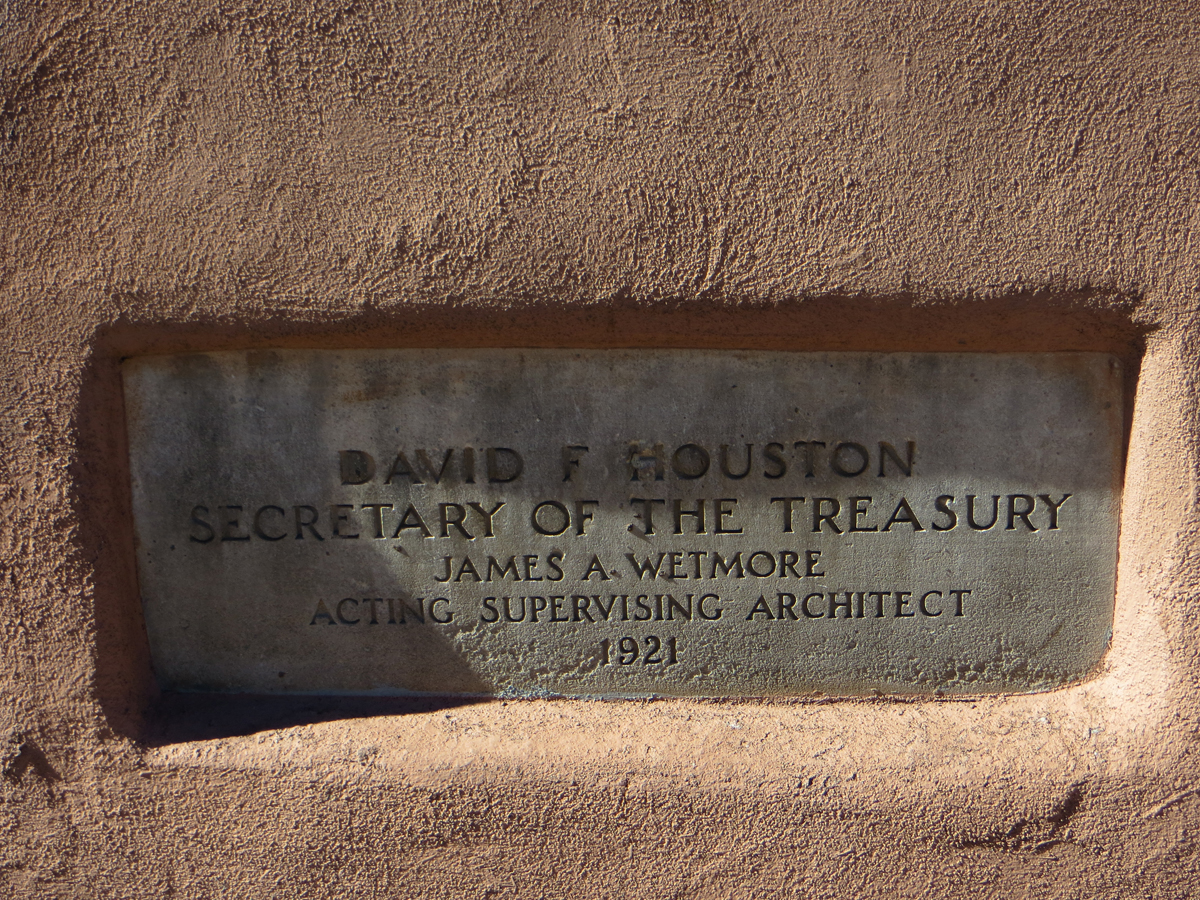 DAVID F HOUSTON
SECRETARY OF THE TREASURY
JAMES A WETMORE
ACTING SUPERVISING ARCHITECT
1921